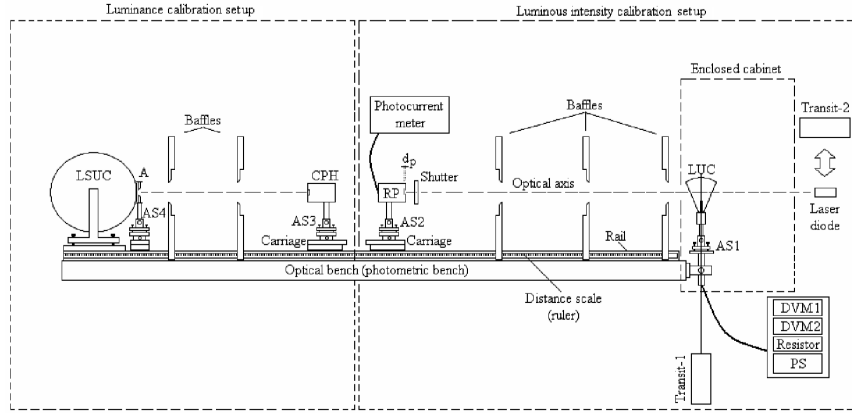 Luminance calibration setup
Luminous intensity calibration setup
Enclosed cabinet
Photocurrent
meter
Baffles
Baffles
Transit-2
LSUC
A
CPH
dp
Shutter
RP
Optical axis
LUC
Laser
diode
AS4
AS3
AS2
AS1
Carriage
Carriage
Rail
Optical bench (photometric bench)
Distance scale
(ruler)
DVM1
DVM2
Resistor
PS
Transit-1